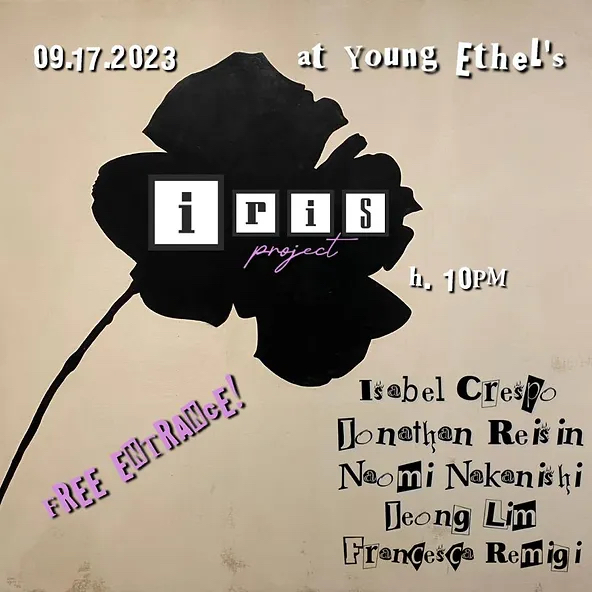 09.17.2023 at Young Ethel's
iris
project
h. 10PM
FREE ENTRANCE!
Isabel Crespo
Jonathan Reisin
Naomi Nakanishi
Jeong Lim
Francesca Remigi